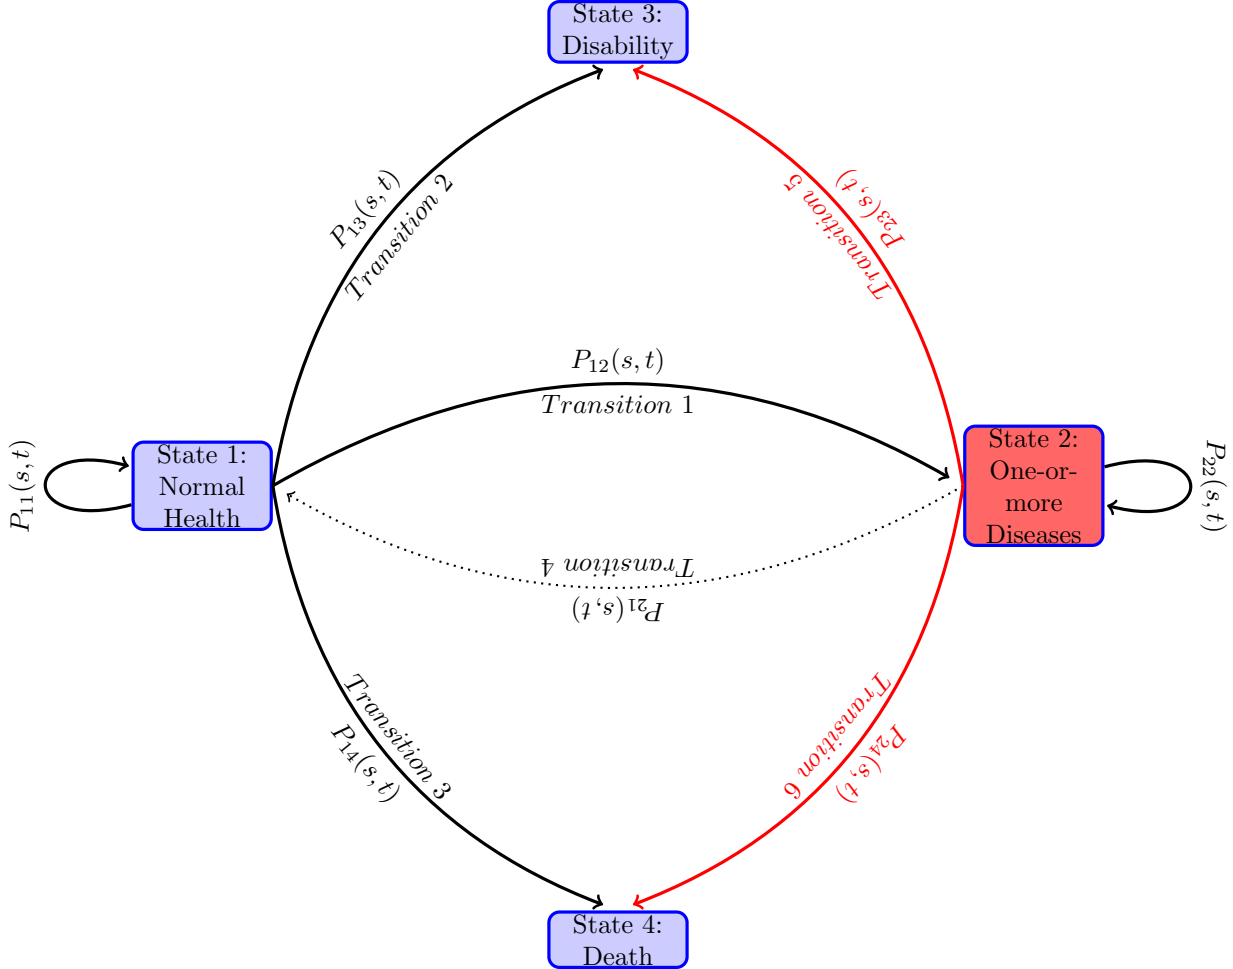 State 3:
Disability
P₁₃(s, t)
Transition 2
P₂₃(s, t)
Transition 5
P₁₂(s, t)
Transition 1
P₁₁(s, t)
State 1:
Normal
Health
State 2:
One-or-
more
Diseases
P₂₂(s, t)
Transition 4
P₂₁(s, t)
Transition 3
P₁₄(s, t)
Transition 6
P₂₄(s, t)
State 4:
Death